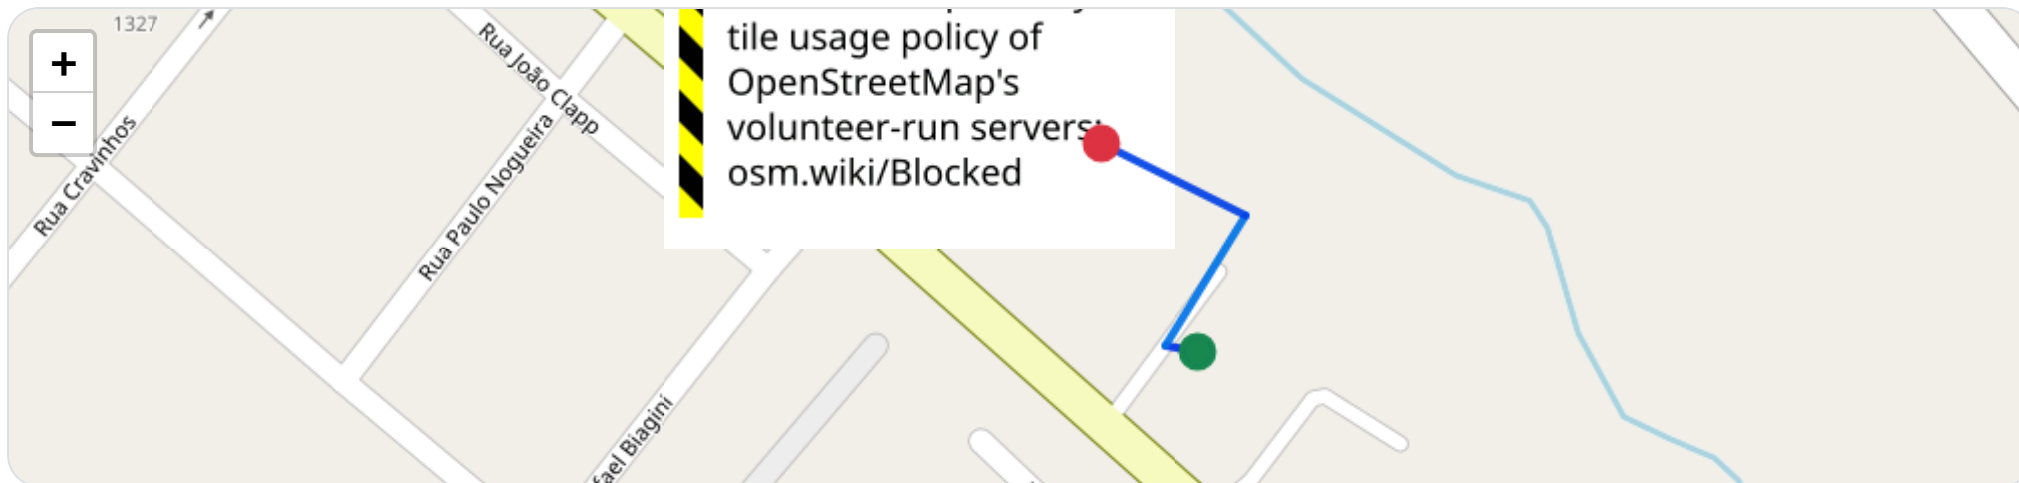 1327
+
−
Rua Cravinhos
Rua João Clapp
Rua Paulo Nogueira
tile usage policy of
OpenStreetMap's
volunteer-run servers:
osm.wiki/Blocked
fael Biagini